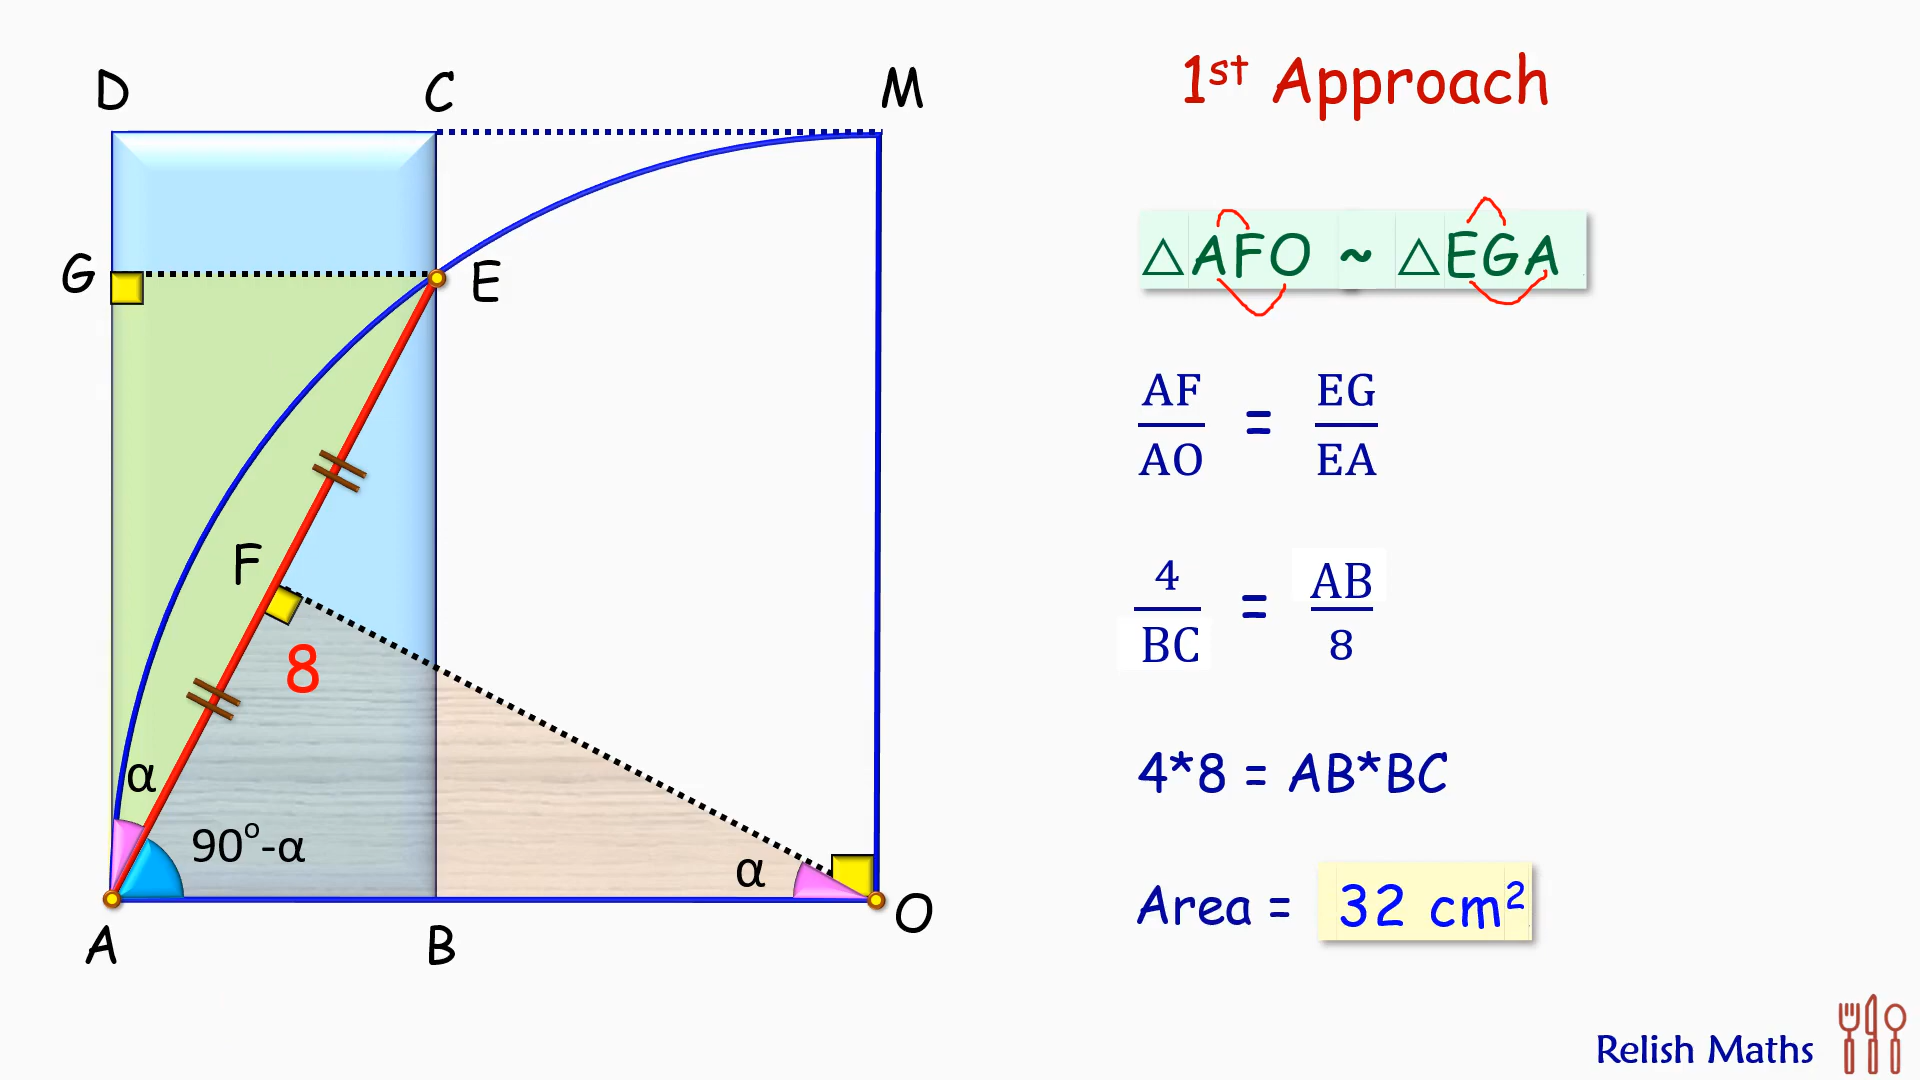 D C M
1st Approach
G E
△AFO ~ △EGA
AF/AO = EG/EA
F
4/BC = AB/8
8
α
4*8 = AB*BC
90°-α
α
Area = 32 cm²
A B O
Relish Maths